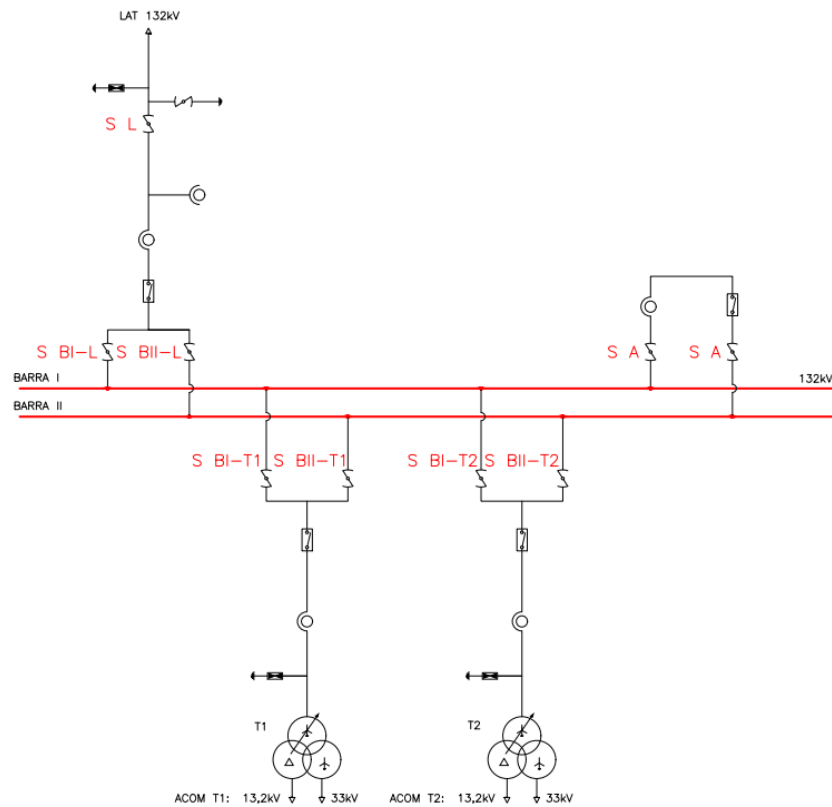 LAT 132kV
S L
S BI-L S BII-L
S A S A
BARRA I 132kV
BARRA II
S BI-T1 S BII-T1 S BI-T2 S BII-T2
T1 T2
ACOM T1: 13,2kV 33kV ACOM T2: 13,2kV 33kV